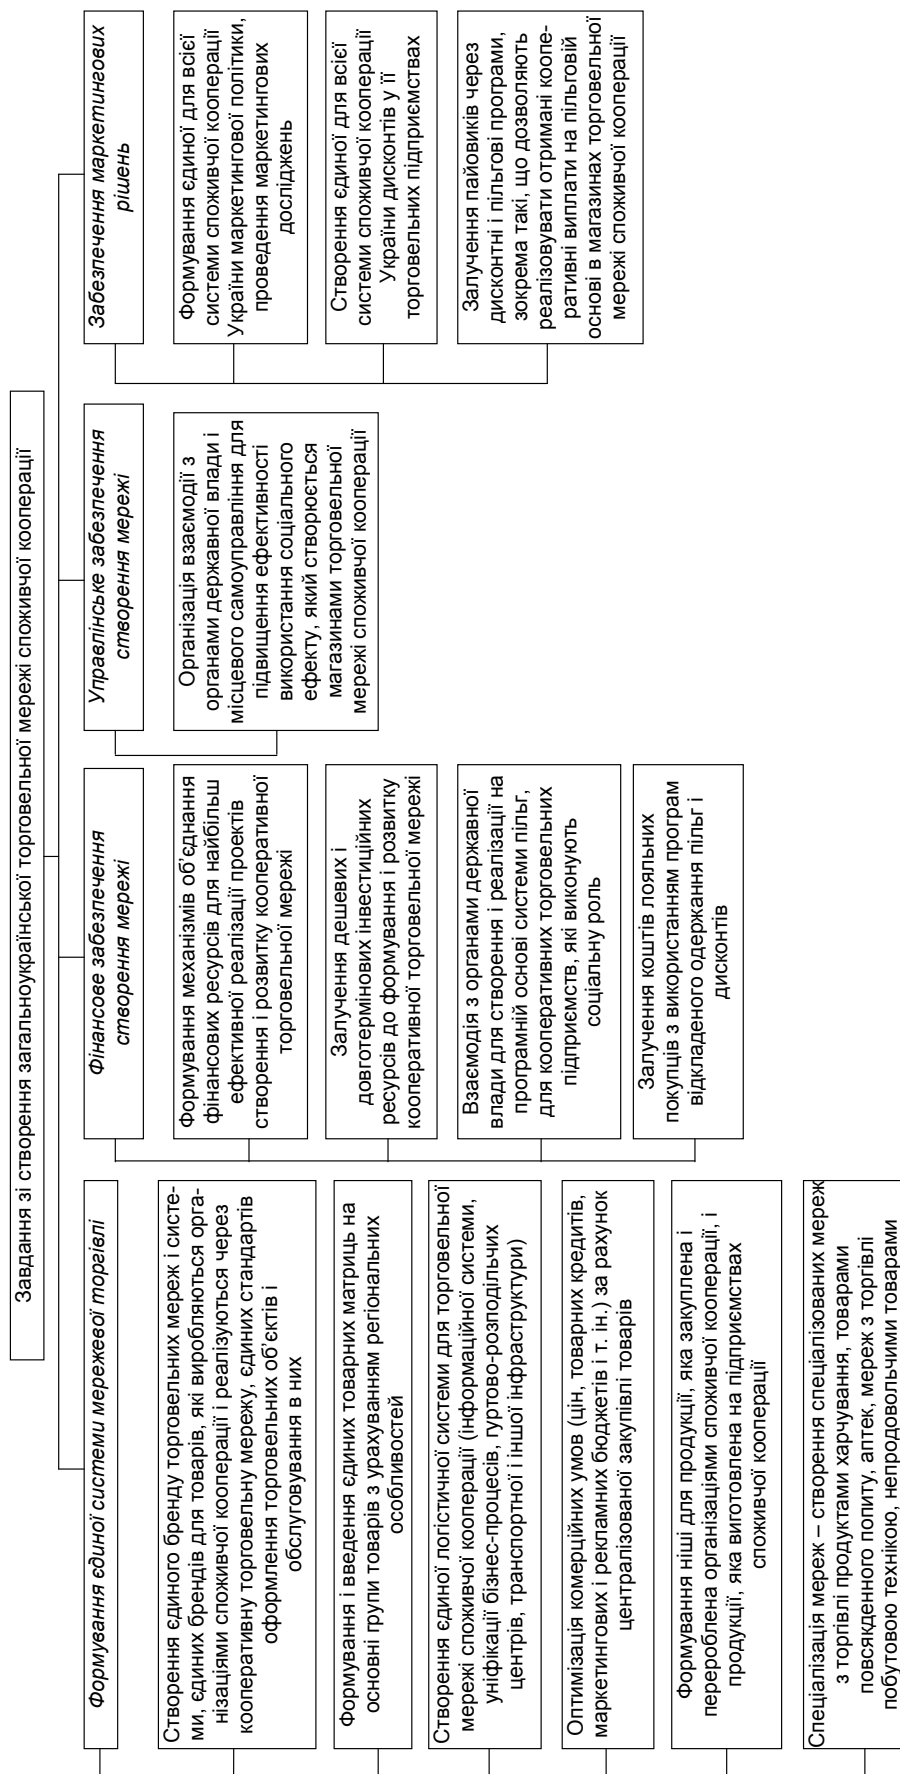 Завдання зі створення загальноукраїнської торговельної мережі споживчої кооперації
Формування єдиної системи мережевої торгівлі
Створення єдиного бренду торговельних мереж і систе-
ми, єдиних брендів для товарів, які виробляються орга-
нізаціями споживчої кооперації і реалізуються через
кооперативну торговельну мережу, єдиних стандартів
оформлення торговельних об’єктів і
обслуговування в них
Формування і введення єдиних товарних матриць на
основні групи товарів з урахуванням регіональних
особливостей
Створення єдиної логістичної системи для торговельної
мережі споживчої кооперації (інформаційної системи,
уніфікації бізнес-процесів, гуртово-розподільчих
центрів, транспортної і іншої інфраструктури)
Оптимізація комерційних умов (цін, товарних кредитів,
маркетингових і рекламних бюджетів і т. ін.) за рахунок
централізованої закупівлі товарів
Формування ніші для продукції, яка закуплена і
перероблена організаціями споживчої кооперації, і
продукції, яка виготовлена на підприємствах
споживчої кооперації
Спеціалізація мереж – створення спеціалізованих мереж
з торгівлі продуктами харчування, товарами
повсякденного попиту, аптек, мереж з торгівлі
побутовою технікою, непродовольчими товарами
Фінансове забезпечення
створення мережі
Формування механізмів об’єднання
фінансових ресурсів для найбільш
ефективної реалізації проектів
створення і розвитку кооперативної
торговельної мережі
Залучення дешевих і
довготермінових інвестиційних
ресурсів до формування і розвитку
кооперативної торговельної мережі
Взаємодія з органами державної
влади для створення і реалізації на
програмній основі системи пільг,
для кооперативних торговельних
підприємств, які виконують
соціальну роль
Залучення коштів лояльних
покупців з використанням програм
відкладеного одержання пільг і
дисконтів
Управлінське забезпечення
створення мережі
Організація взаємодії з
органами державної влади і
місцевого самоуправління для
підвищення ефективності
використання соціального
ефекту, який створюється
магазинами торговельної
мережі споживчої кооперації
Забезпечення маркетингових
рішень
Формування єдиної для всієї
системи споживчої кооперації
України маркетингової політики,
проведення маркетингових
досліджень
Створення єдиної для всієї
системи споживчої кооперації
України дисконтів у її
торговельних підприємствах
Залучення пайовиків через
дисконтні і пільгові програми,
зокрема такі, що дозволяють
реалізовувати отримані коопе-
ративні виплати на пільговій
основі в магазинах торговельної
мережі споживчої кооперації